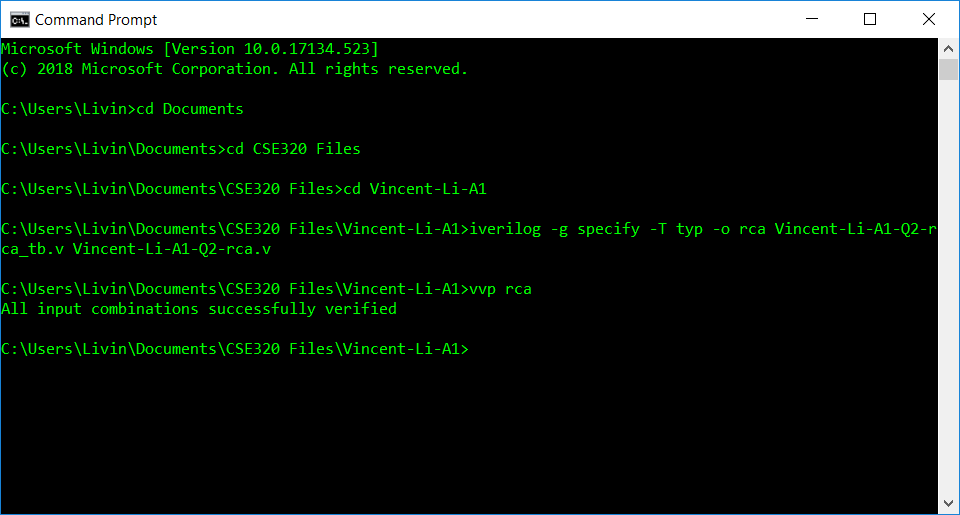 Command Prompt
Microsoft Windows [Version 10.0.17134.523]
(c) 2018 Microsoft Corporation. All rights reserved.
C:\Users\Livin>cd Documents
C:\Users\Livin\Documents>cd CSE320 Files
C:\Users\Livin\Documents\CSE320 Files>cd Vincent-Li-A1
C:\Users\Livin\Documents\CSE320 Files\Vincent-Li-A1>iverilog -g specify -T typ -o rca Vincent-Li-A1-Q2-r
ca_tb.v Vincent-Li-A1-Q2-rca.v
C:\Users\Livin\Documents\CSE320 Files\Vincent-Li-A1>vvp rca
All input combinations successfully verified
C:\Users\Livin\Documents\CSE320 Files\Vincent-Li-A1>